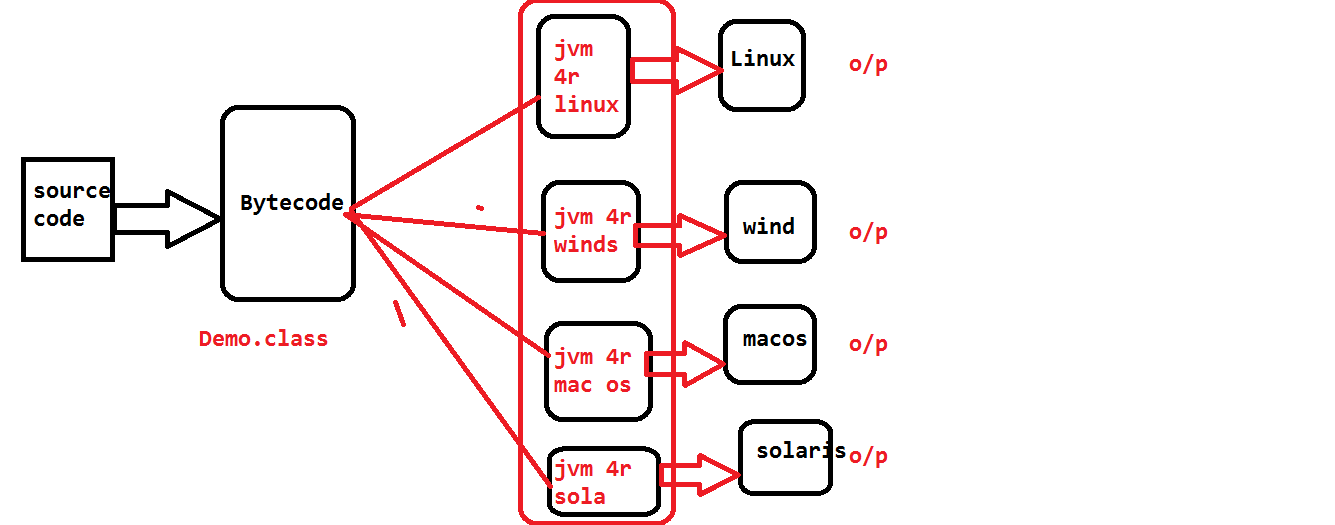 source
code
Bytecode
Demo.class
jvm
4r
linux
Linux
o/p
jvm 4r
winds
wind
o/p
jvm 4r
mac os
macos
o/p
jvm 4r
sola
solaris
o/p